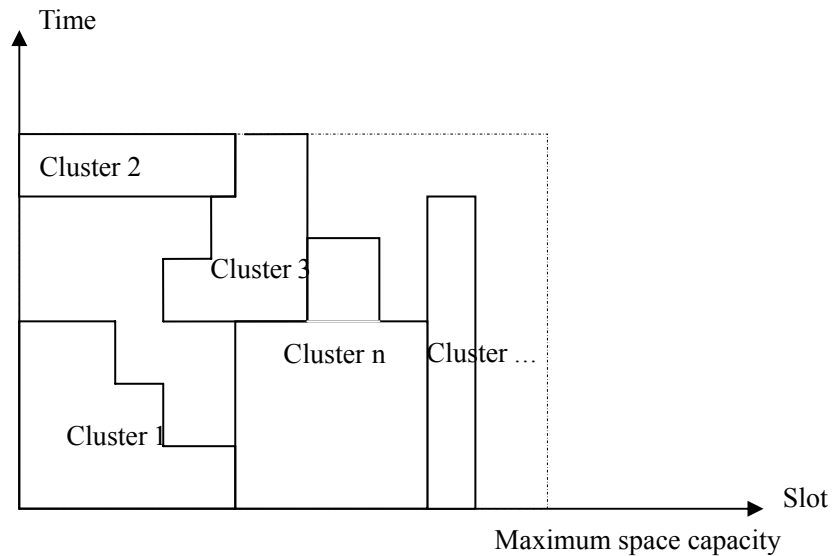 Time
Cluster 2
Cluster 3
Cluster n
Cluster ...
Cluster 1
Slot
Maximum space capacity